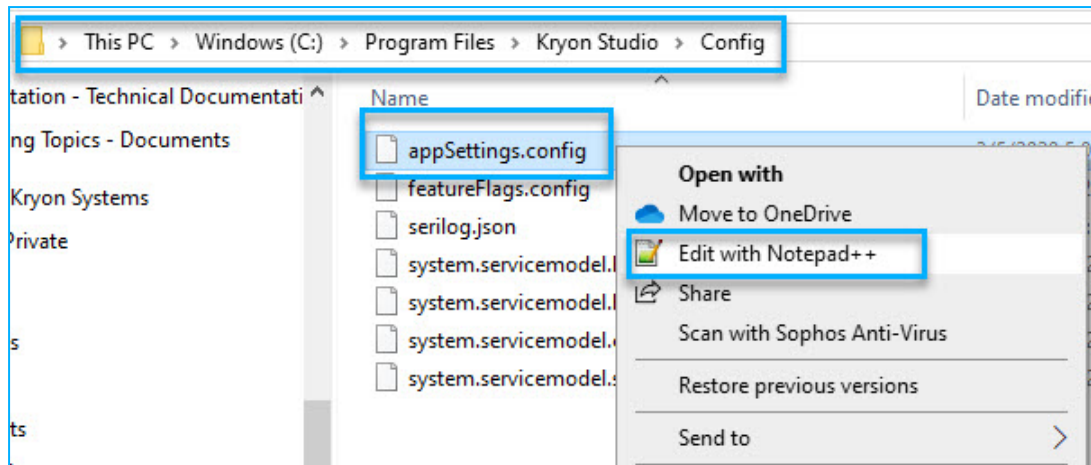 This PC > Windows (C:) > Program Files > Kryon Studio > Config
tation - Technical Documentati
ng Topics - Documents
Kryon Systems
Private
s
ts
Name
Date modifi
appSettings.config
featureFlags.config
serilog.json
system.servicemodel.
system.servicemodel.
system.servicemodel.
system.servicemodel.
Open with
Move to OneDrive
Edit with Notepad++
Share
Scan with Sophos Anti-Virus
Restore previous versions
Send to